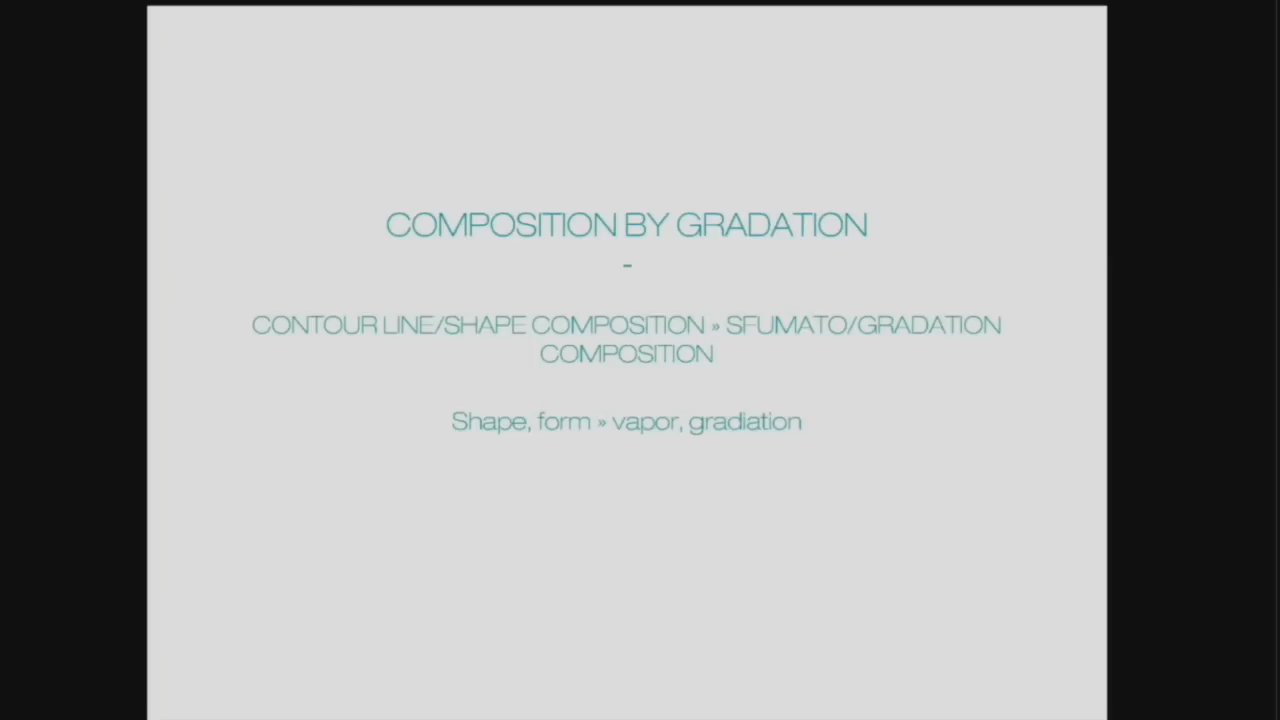 COMPOSITION BY GRADATION
-
CONTOUR LINE/SHAPE COMPOSITION » SFUMATO/GRADATION
COMPOSITION
Shape, form » vapor, gradiation